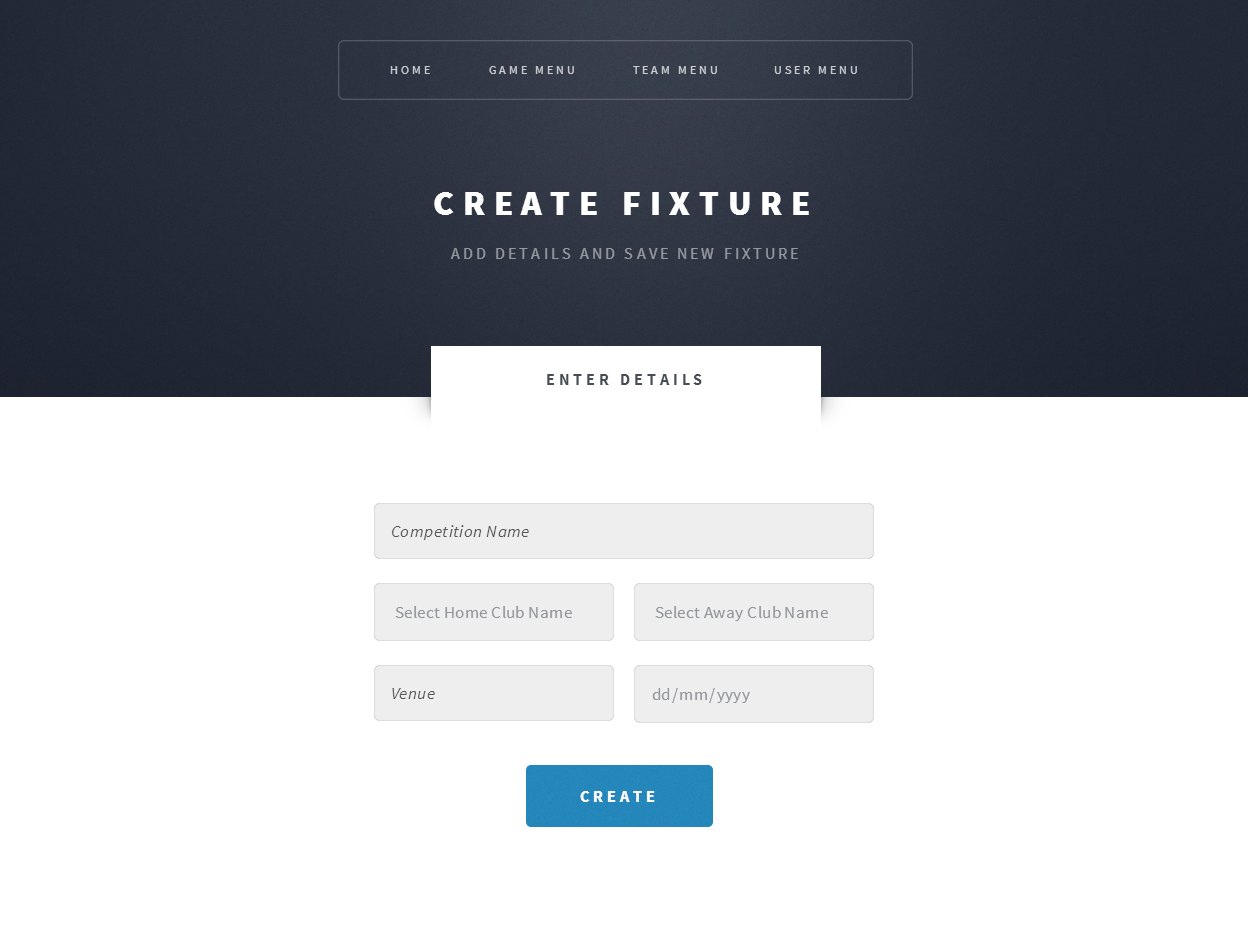 HOME GAME MENU TEAM MENU USER MENU
CREATE FIXTURE
ADD DETAILS AND SAVE NEW FIXTURE
ENTER DETAILS
Competition Name
Select Home Club Name Select Away Club Name
Venue dd/mm/yyyy
CREATE